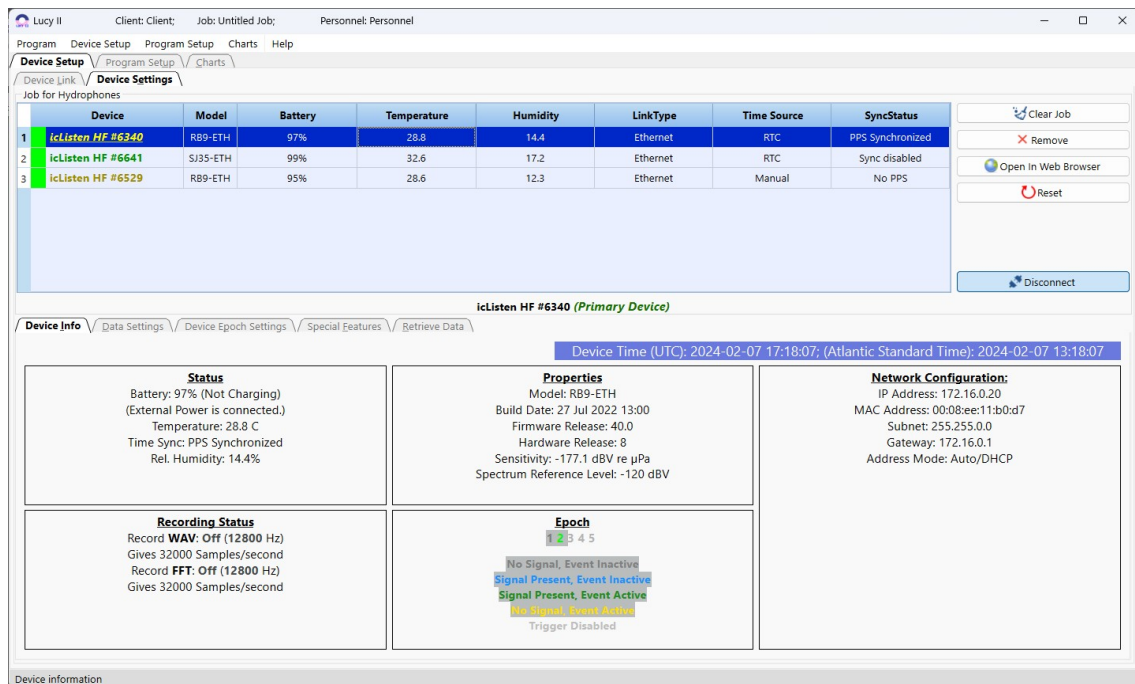 Lucy II Client: Client; Job: Untitled Job; Personnel: Personnel
Program Device Setup Program Setup Charts Help
Device Setup Program Setup Charts
Device Link Device Settings
Job for Hydrophones
Device Model Battery Temperature Humidity LinkType Time Source SyncStatus
1 icListen HF #6340 RB9-ETH 97% 28.8 14.4 Ethernet RTC PPS Synchronized
2 icListen HF #6641 SJ35-ETH 99% 32.6 17.2 Ethernet RTC Sync disabled
3 icListen HF #6529 RB9-ETH 95% 28.6 12.3 Ethernet Manual No PPS
Clear Job
Remove
Open In Web Browser
Reset
Disconnect
icListen HF #6340 (Primary Device)
Device Info Data Settings Device Epoch Settings Special Features Retrieve Data
Device Time (UTC): 2024-02-07 17:18:07; (Atlantic Standard Time): 2024-02-07 13:18:07
Status
Battery: 97% (Not Charging)
(External Power is connected.)
Temperature: 28.8 C
Time Sync: PPS Synchronized
Rel. Humidity: 14.4%
Properties
Model: RB9-ETH
Build Date: 27 Jul 2022 13:00
Firmware Release: 40.0
Hardware Release: 8
Sensitivity: -177.1 dBV re µPa
Spectrum Reference Level: -120 dBV
Network Configuration:
IP Address: 172.16.0.20
MAC Address: 00:08:ee:11:b0:d7
Subnet: 255.255.0.0
Gateway: 172.16.0.1
Address Mode: Auto/DHCP
Recording Status
Record WAV: Off (12800 Hz)
Gives 32000 Samples/second
Record FFT: Off (12800 Hz)
Gives 32000 Samples/second
Epoch
1 2 3 4 5
No Signal, Event Inactive
Signal Present, Event Inactive
Signal Present, Event Active
No Signal, Event Active
Trigger Disabled
Device information